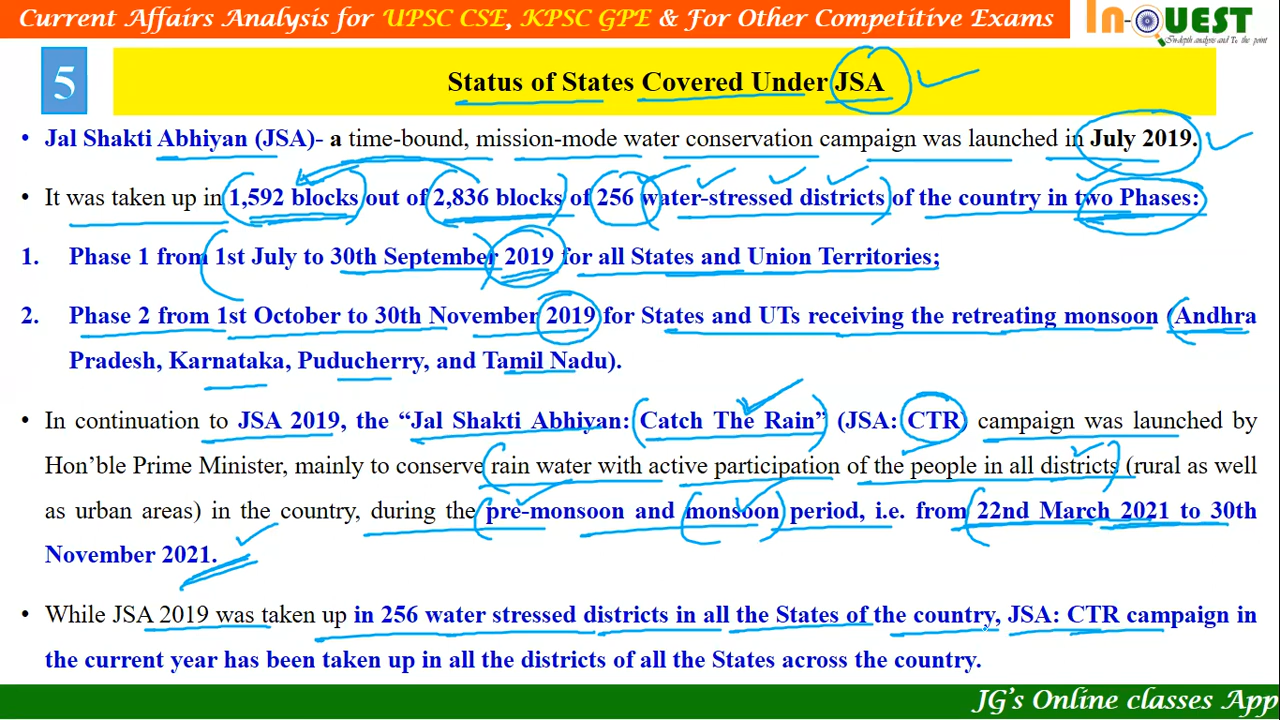 Current Affairs Analysis for UPSC CSE, KPSC GPE & For Other Competitive Exams
In-QUEST
In-depth analysis and To the point
5
Status of States Covered Under JSA
• Jal Shakti Abhiyan (JSA)- a time-bound, mission-mode water conservation campaign was launched in July 2019.
• It was taken up in 1,592 blocks out of 2,836 blocks of 256 water-stressed districts of the country in two Phases:
1. Phase 1 from 1st July to 30th September 2019 for all States and Union Territories;
2. Phase 2 from 1st October to 30th November 2019 for States and UTs receiving the retreating monsoon (Andhra
Pradesh, Karnataka, Puducherry, and Tamil Nadu).
• In continuation to JSA 2019, the “Jal Shakti Abhiyan: Catch The Rain” (JSA: CTR) campaign was launched by
Hon’ble Prime Minister, mainly to conserve rain water with active participation of the people in all districts (rural as well
as urban areas) in the country, during the pre-monsoon and monsoon period, i.e. from 22nd March 2021 to 30th
November 2021.
• While JSA 2019 was taken up in 256 water stressed districts in all the States of the country, JSA: CTR campaign in
the current year has been taken up in all the districts of all the States across the country.
JG's Online classes App